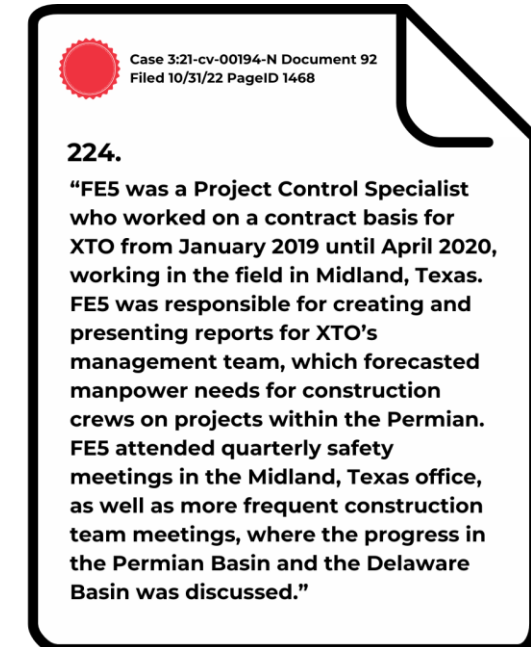 Case 3:21-cv-00194-N Document 92
Filed 10/31/22 PageID 1468
224.
“FE5 was a Project Control Specialist
who worked on a contract basis for
XTO from January 2019 until April 2020,
working in the field in Midland, Texas.
FE5 was responsible for creating and
presenting reports for XTO’s
management team, which forecasted
manpower needs for construction
crews on projects within the Permian.
FE5 attended quarterly safety
meetings in the Midland, Texas office,
as well as more frequent construction
team meetings, where the progress in
the Permian Basin and the Delaware
Basin was discussed.”